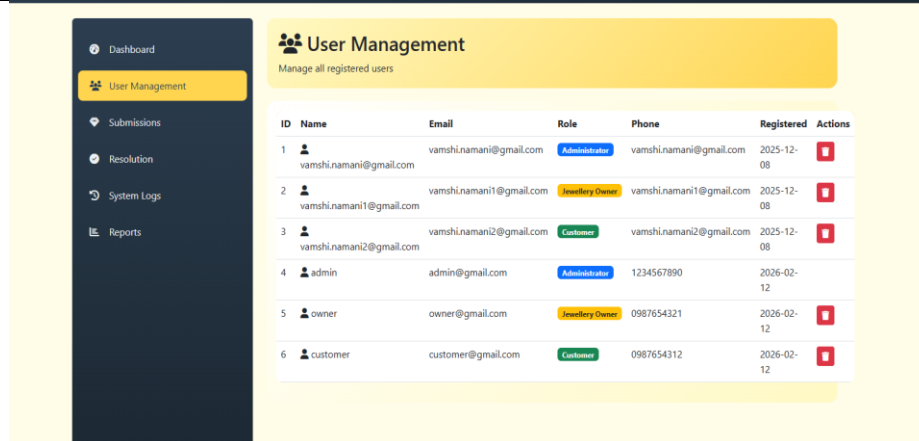 Dashboard
User Management
Submissions
Resolution
System Logs
Reports
User Management
Manage all registered users
ID Name Email Role Phone Registered Actions
1 vamshi.namani@gmail.com vamshi.namani@gmail.com Administrator vamshi.namani@gmail.com 2025-12-08
2 vamshi.namani1@gmail.com vamshi.namani1@gmail.com Jewellery Owner vamshi.namani1@gmail.com 2025-12-08
3 vamshi.namani2@gmail.com vamshi.namani2@gmail.com Customer vamshi.namani2@gmail.com 2025-12-08
4 admin admin@gmail.com Administrator 1234567890 2026-02-12
5 owner owner@gmail.com Jewellery Owner 0987654321 2026-02-12
6 customer customer@gmail.com Customer 0987654312 2026-02-12